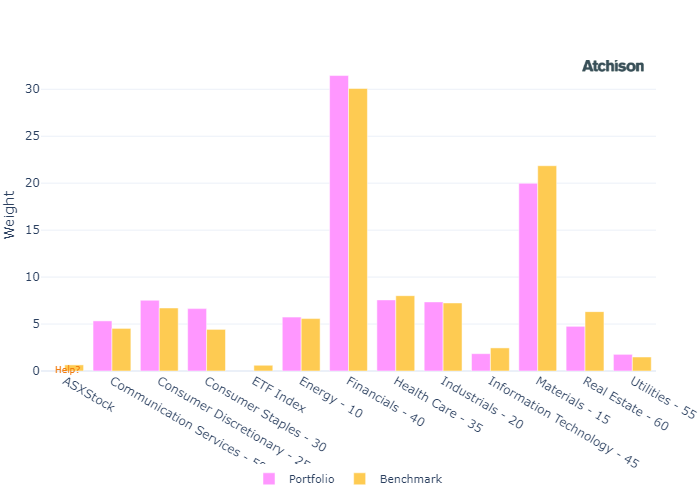 Atchison
Weight
30
25
20
15
10
5
0
Help?
ASXStock
Communication Services - 50
Consumer Discretionary - 25
Consumer Staples - 30
ETF Index
Energy - 10
Financials - 40
Health Care - 35
Industrials - 20
Information Technology - 45
Materials - 15
Real Estate - 60
Utilities - 55
Portfolio
Benchmark